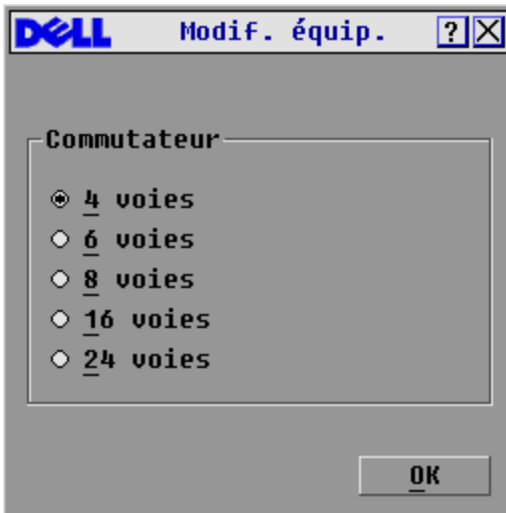 DELL Modif. équip. ? X
Commutateur
4 voies
6 voies
8 voies
16 voies
24 voies
OK